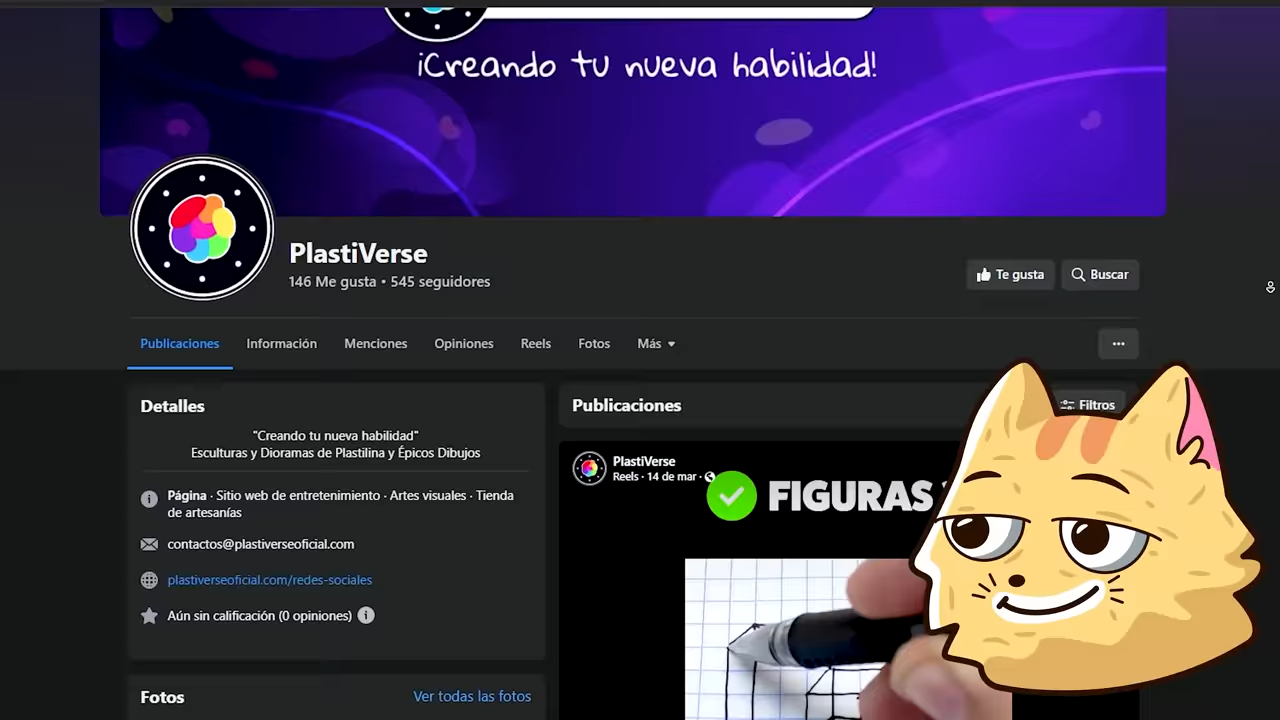 ¡Creando tu nueva habilidad!
PlastiVerse
146 Me gusta • 545 seguidores
Te gusta
Buscar
Publicaciones
Información
Menciones
Opiniones
Reels
Fotos
Más
Detalles
"Creando tu nueva habilidad"
Esculturas y Dioramas de Plastilina y Épicos Dibujos
Página · Sitio web de entretenimiento · Artes visuales · Tienda
de artesanías
contactos@plastiverseoficial.com
plastiverseoficial.com/redes-sociales
Aún sin calificación (0 opiniones)
Fotos
Ver todas las fotos
Publicaciones
Filtros
PlastiVerse
Reels · 14 de mar ·
FIGURAS